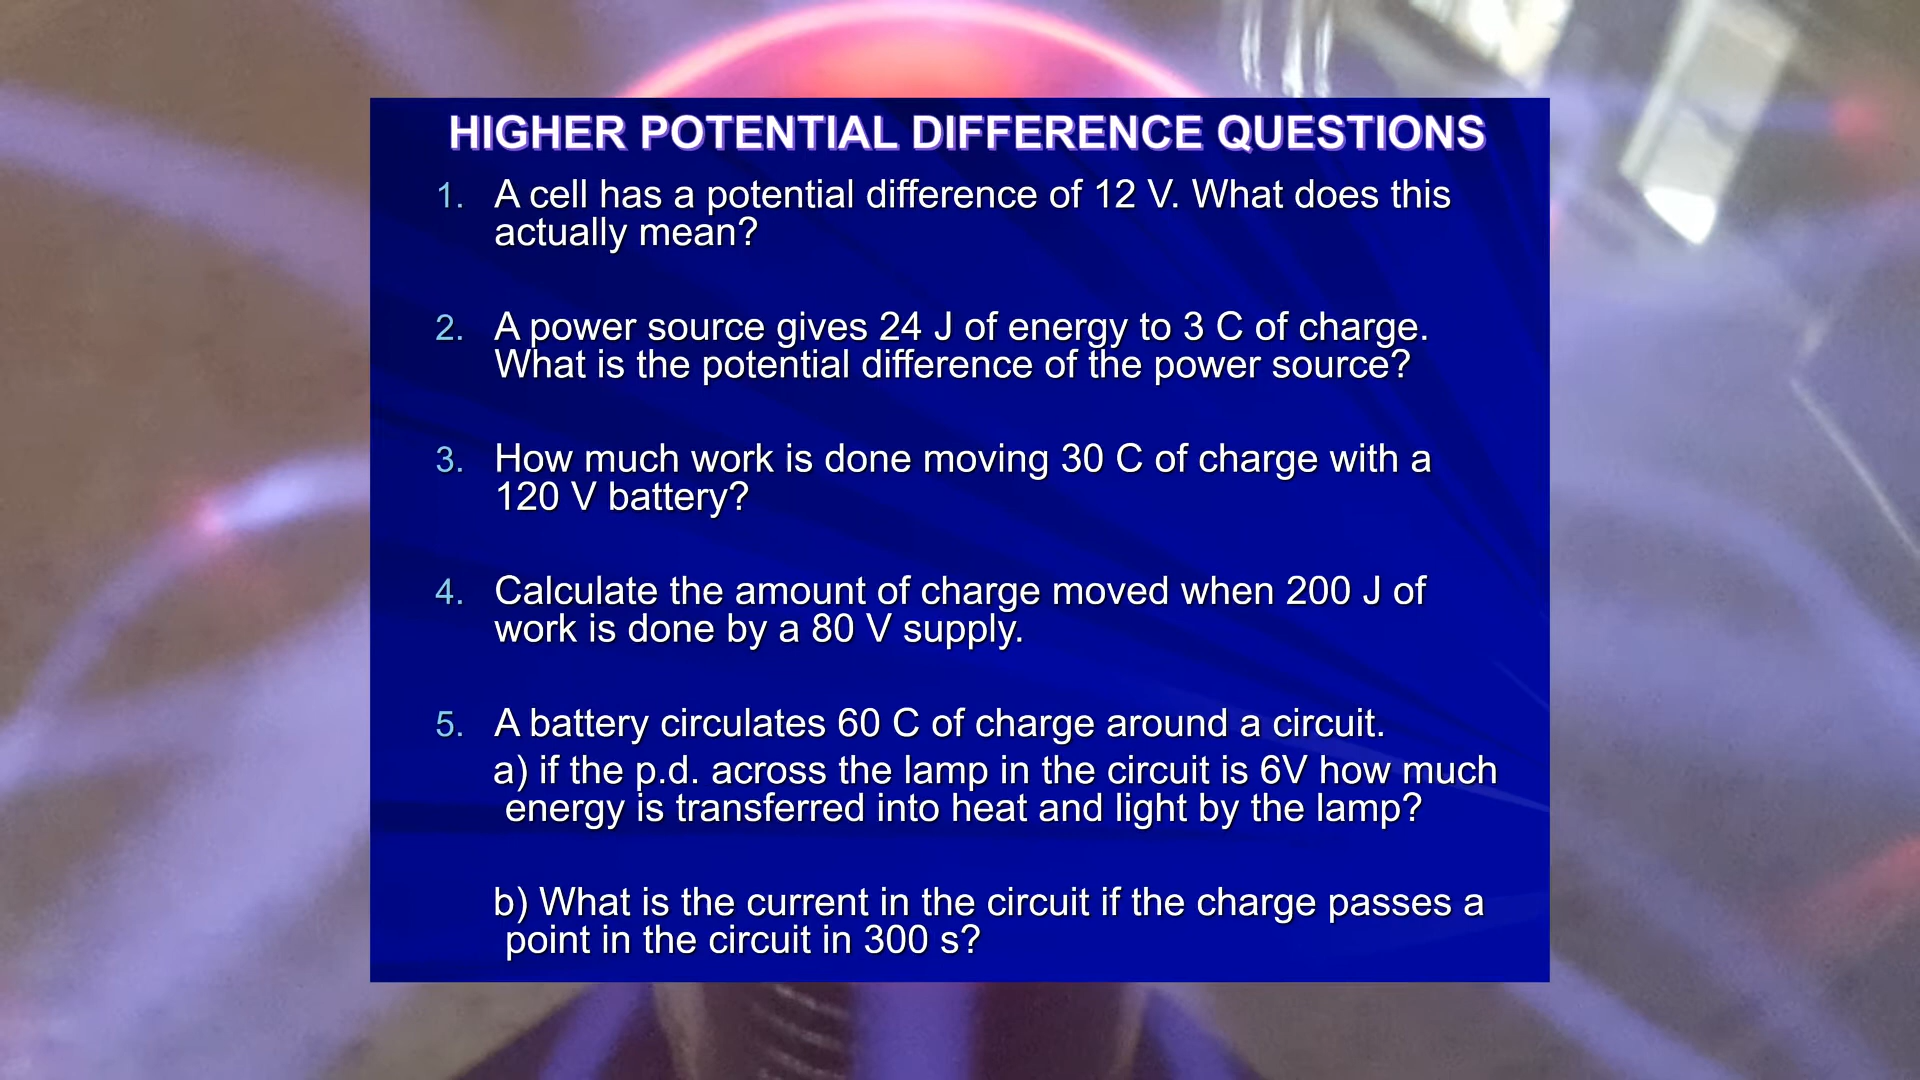 HIGHER POTENTIAL DIFFERENCE QUESTIONS
1. A cell has a potential difference of 12 V. What does this
actually mean?
2. A power source gives 24 J of energy to 3 C of charge.
What is the potential difference of the power source?
3. How much work is done moving 30 C of charge with a
120 V battery?
4. Calculate the amount of charge moved when 200 J of
work is done by a 80 V supply.
5. A battery circulates 60 C of charge around a circuit.
a) if the p.d. across the lamp in the circuit is 6V how much
energy is transferred into heat and light by the lamp?
b) What is the current in the circuit if the charge passes a
point in the circuit in 300 s?